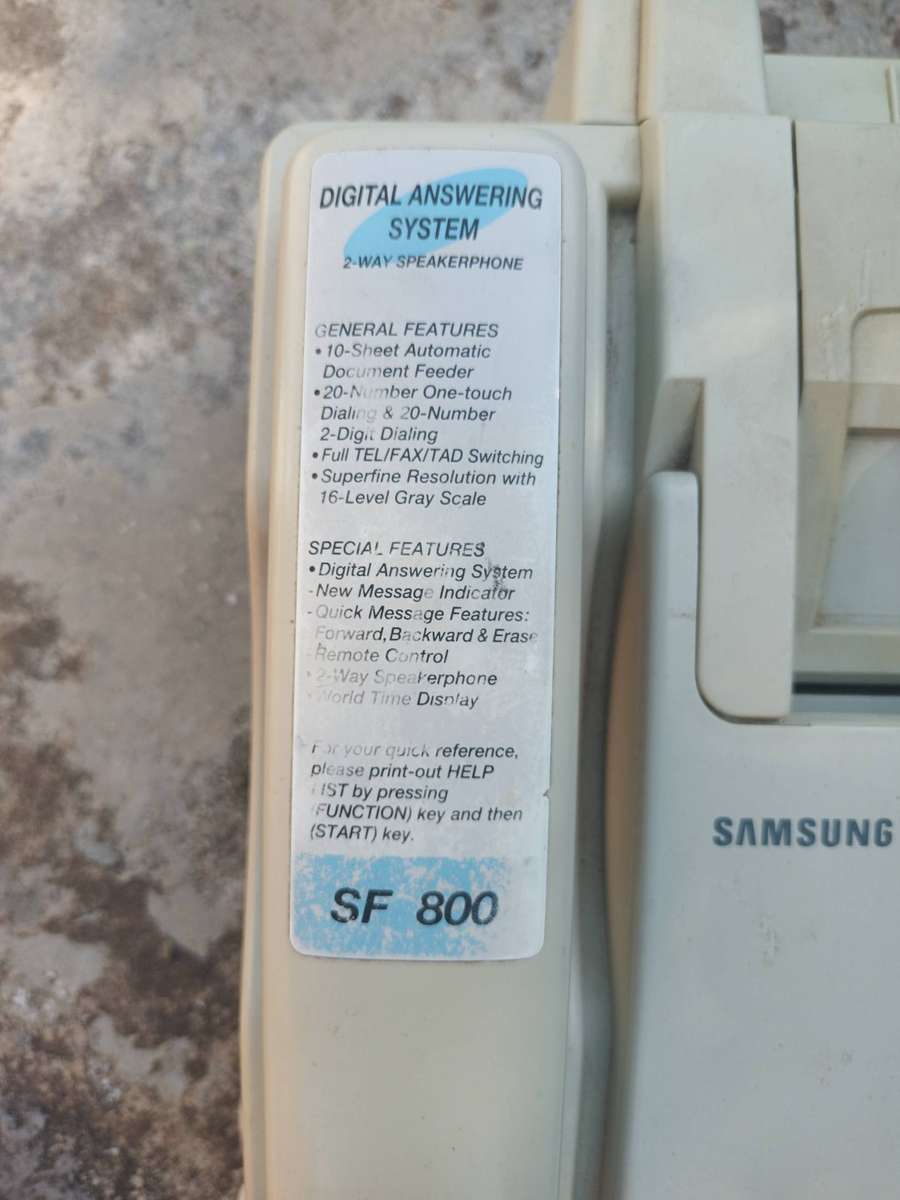 DIGITAL ANSWERING
SYSTEM
2-WAY SPEAKERPHONE
GENERAL FEATURES
• 10-Sheet Automatic
Document Feeder
• 20-Number One-touch
Dialing & 20-Number
2-Digit Dialing
• Full TEL/FAX/TAD Switching
• Superfine Resolution with
16-Level Gray Scale
SPECIAL FEATURES
• Digital Answering System
- New Message Indicator
- Quick Message Features:
Forward, Backward & Erase
- Remote Control
• 2-Way Speakerphone
• World Time Display
For your quick reference,
please print-out HELP
LIST by pressing
(FUNCTION) key and then
(START) key.
SF 800
SAMSUNG